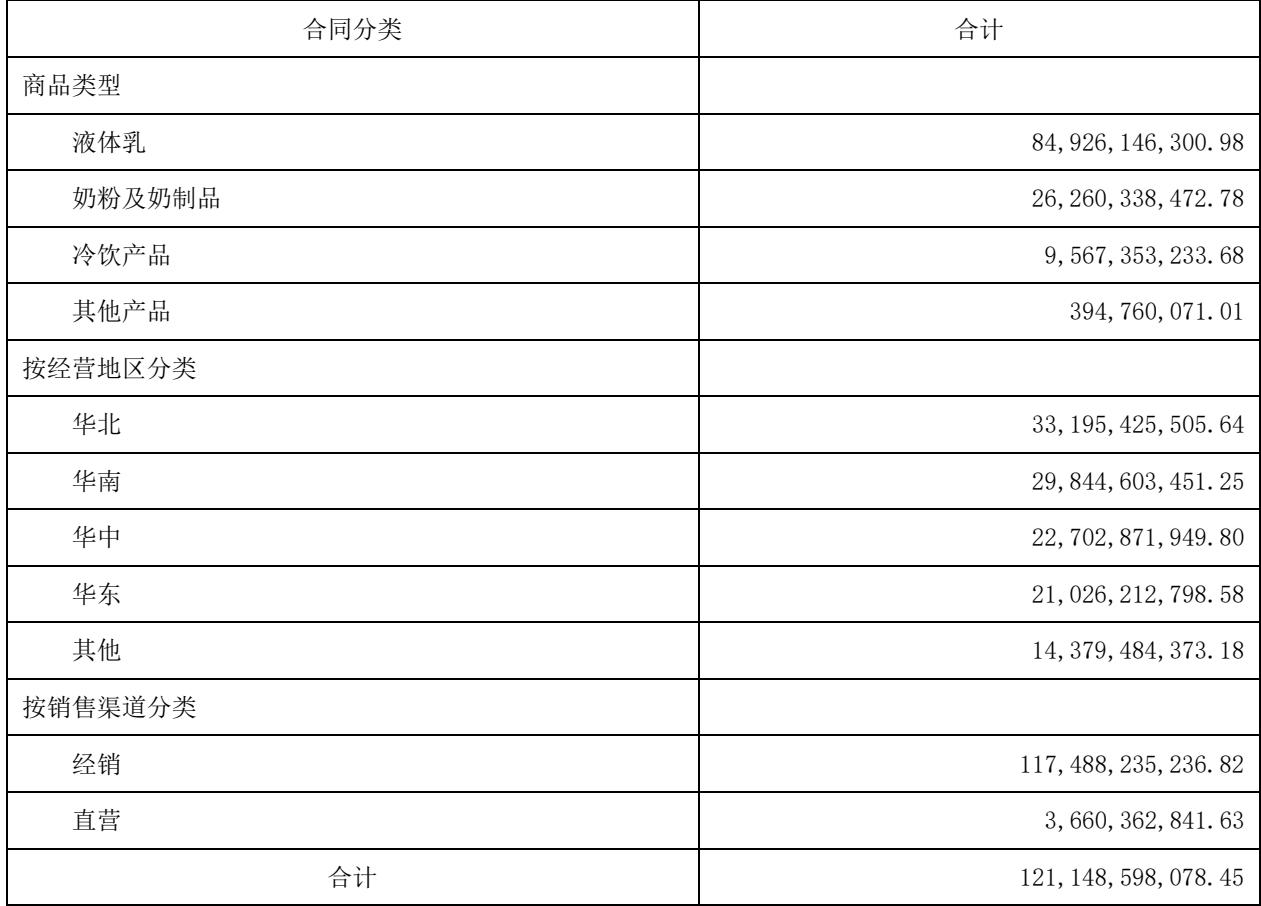 合同分类 合计
商品类型
液体乳 84,926,146,300.98
奶粉及奶制品 26,260,338,472.78
冷饮产品 9,567,353,233.68
其他产品 394,760,071.01
按经营地区分类
华北 33,195,425,505.64
华南 29,844,603,451.25
华中 22,702,871,949.80
华东 21,026,212,798.58
其他 14,379,484,373.18
按销售渠道分类
经销 117,488,235,236.82
直营 3,660,362,841.63
合计 121,148,598,078.45